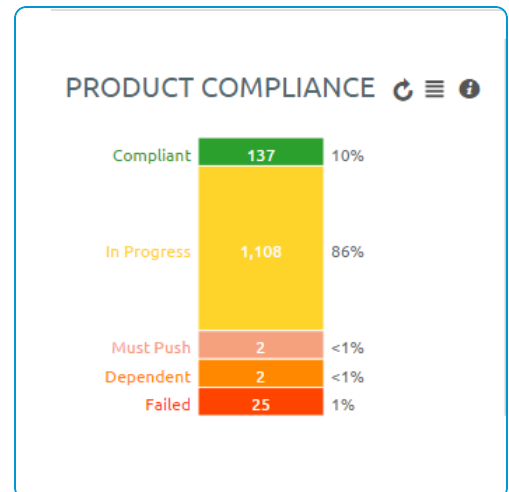 PRODUCT COMPLIANCE
Compliant 137 10%
In Progress 1,108 86%
Must Push 2 <1%
Dependent 2 <1%
Failed 25 1%